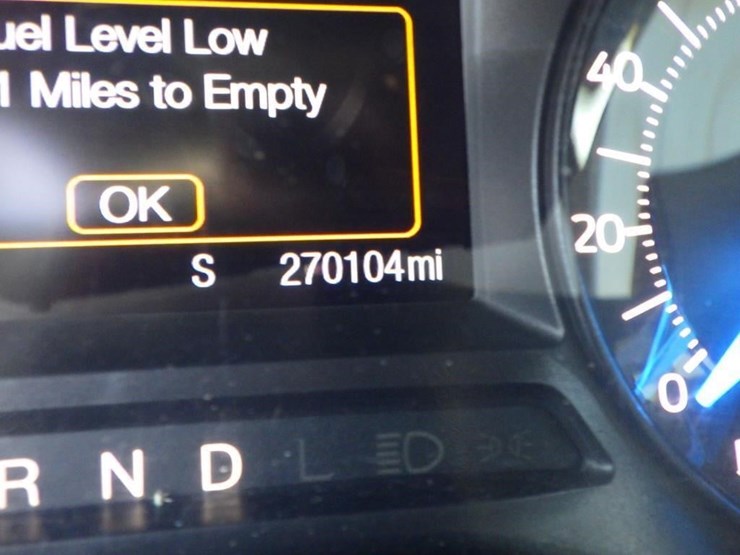 uel Level Low
1 Miles to Empty
OK
S 270104mi
40
20
0
R N D L